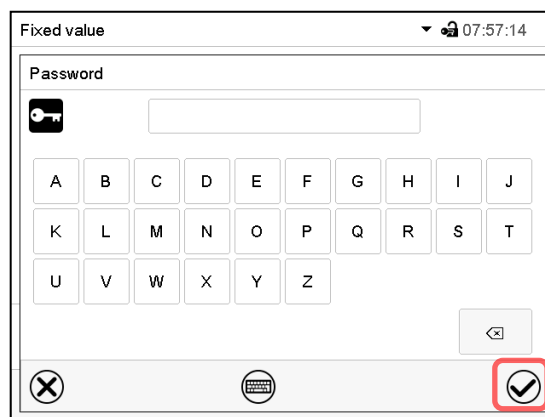 Fixed value 07:57:14
Password
A B C D E F G H I J
K L M N O P Q R S T
U V W X Y Z